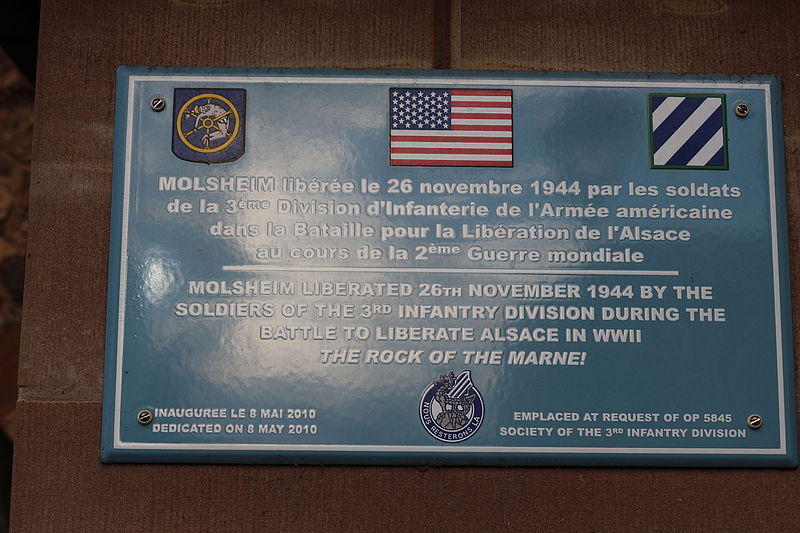 MOLSHEIM libérée le 26 novembre 1944 par les soldats
de la 3ème Division d'Infanterie de l'Armée américaine
dans la Bataille pour la Libération de l'Alsace
au cours de la 2ème Guerre mondiale
MOLSHEIM LIBERATED 26TH NOVEMBER 1944 BY THE
SOLDIERS OF THE 3RD INFANTRY DIVISION DURING THE
BATTLE TO LIBERATE ALSACE IN WWII
THE ROCK OF THE MARNE!
INAUGUREE LE 8 MAI 2010
DEDICATED ON 8 MAY 2010
NOUS RESTERONS LA
EMPLACED AT REQUEST OF OP 5845
SOCIETY OF THE 3RD INFANTRY DIVISION